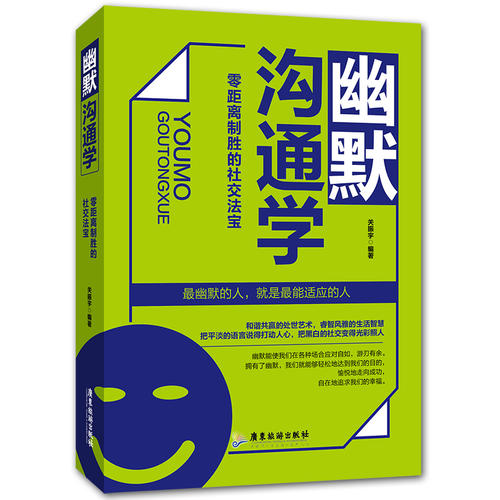 幽默
沟通学
零距离制胜的社交法宝
YOUMO
GOUTONGXUE
关振宇 编著
最幽默的人，就是最能适应的人
和谐共赢的处世艺术，睿智风雅的生活智慧
把平淡的语言说得打动人心，把黑白的社交变得光彩照人
幽默能使我们在各种场合应对自如，游刃有余。
拥有了幽默，我们就能够轻松地达到我们的目的，
愉悦地走向成功，
自在地追求我们的幸福。
广东旅游出版社
幽默
沟通学
零距离制胜的
社交法宝
关振宇 编著
广东旅游出版社